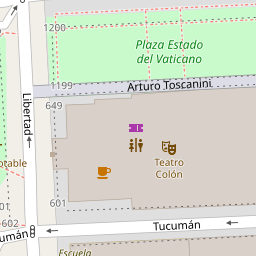 1200
Plaza Estado
del Vaticano
1199
Arturo Toscanini
649
Libertad
Teatro
Colón
601
Tucumán
602
Escuela